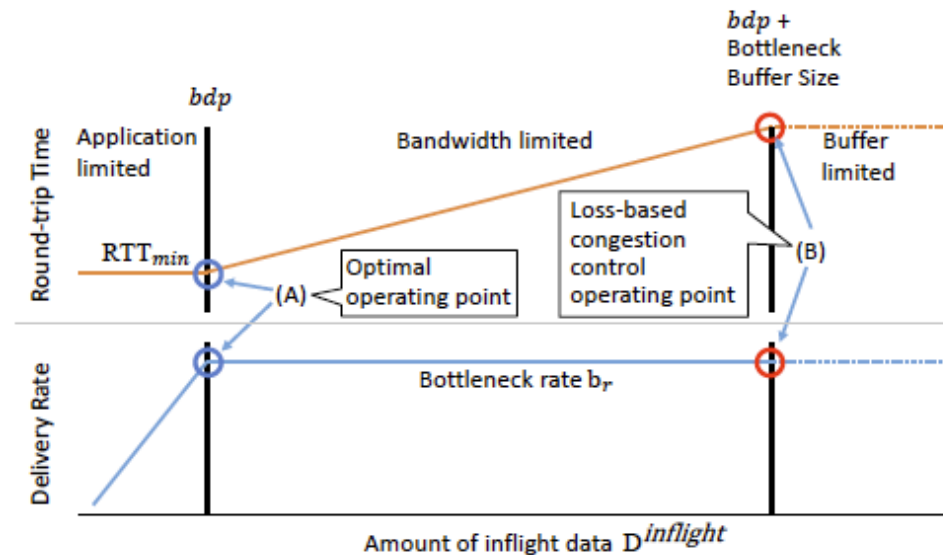 bdp +
Bottleneck
Buffer Size
bdp
Application
limited
Bandwidth limited
Buffer
limited
Round-trip Time
RTTmin
(A)
Optimal
operating point
Loss-based
congestion
control
operating point
(B)
Delivery Rate
Bottleneck rate br
Amount of inflight data Dinflight